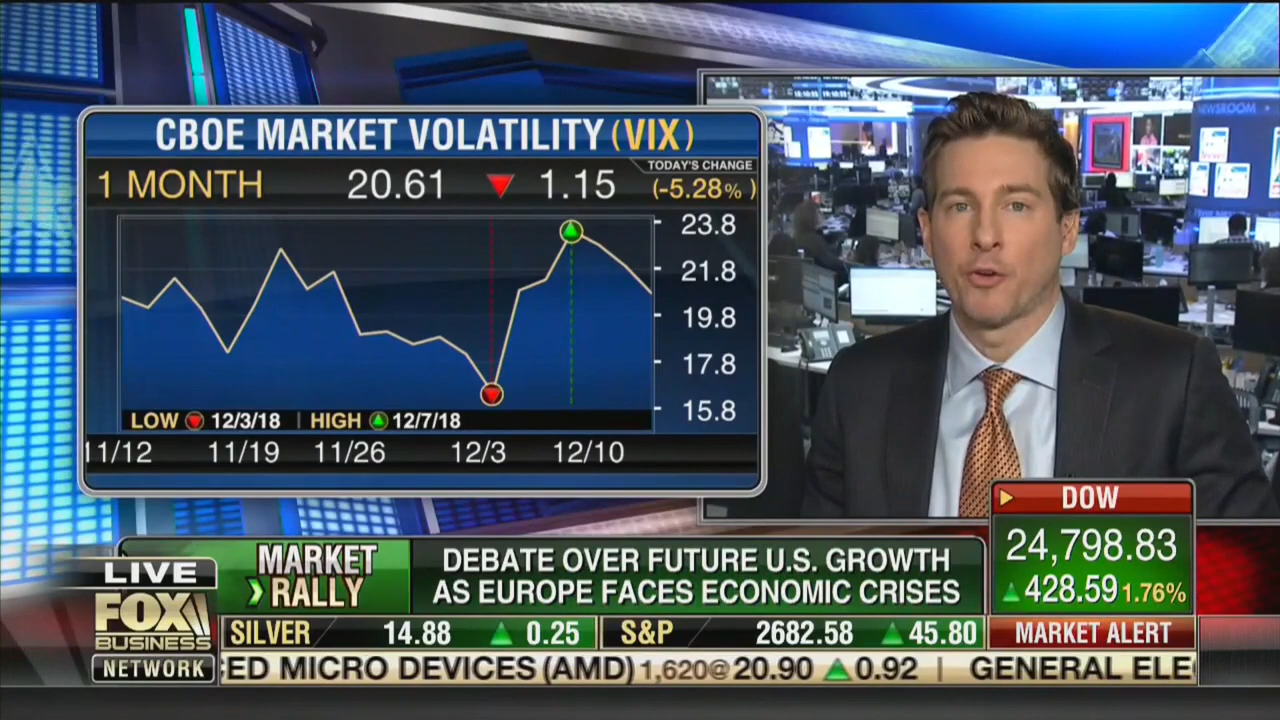 CBOE MARKET VOLATILITY (VIX)
TODAY'S CHANGE
1 MONTH 20.61 ▼ 1.15 (-5.28%)
23.8
21.8
19.8
17.8
15.8
LOW 12/3/18 | HIGH 12/7/18
11/12 11/19 11/26 12/3 12/10
NEWSROOM
DOW
24,798.83
▲428.59 1.76%
MARKET ALERT
MARKET
RALLY
DEBATE OVER FUTURE U.S. GROWTH
AS EUROPE FACES ECONOMIC CRISES
LIVE
FOX
BUSINESS
NETWORK
SILVER 14.88 ▲ 0.25
S&P 2682.58 ▲ 45.80
CED MICRO DEVICES (AMD) 1,620@20.90 ▲0.92 | GENERAL ELE